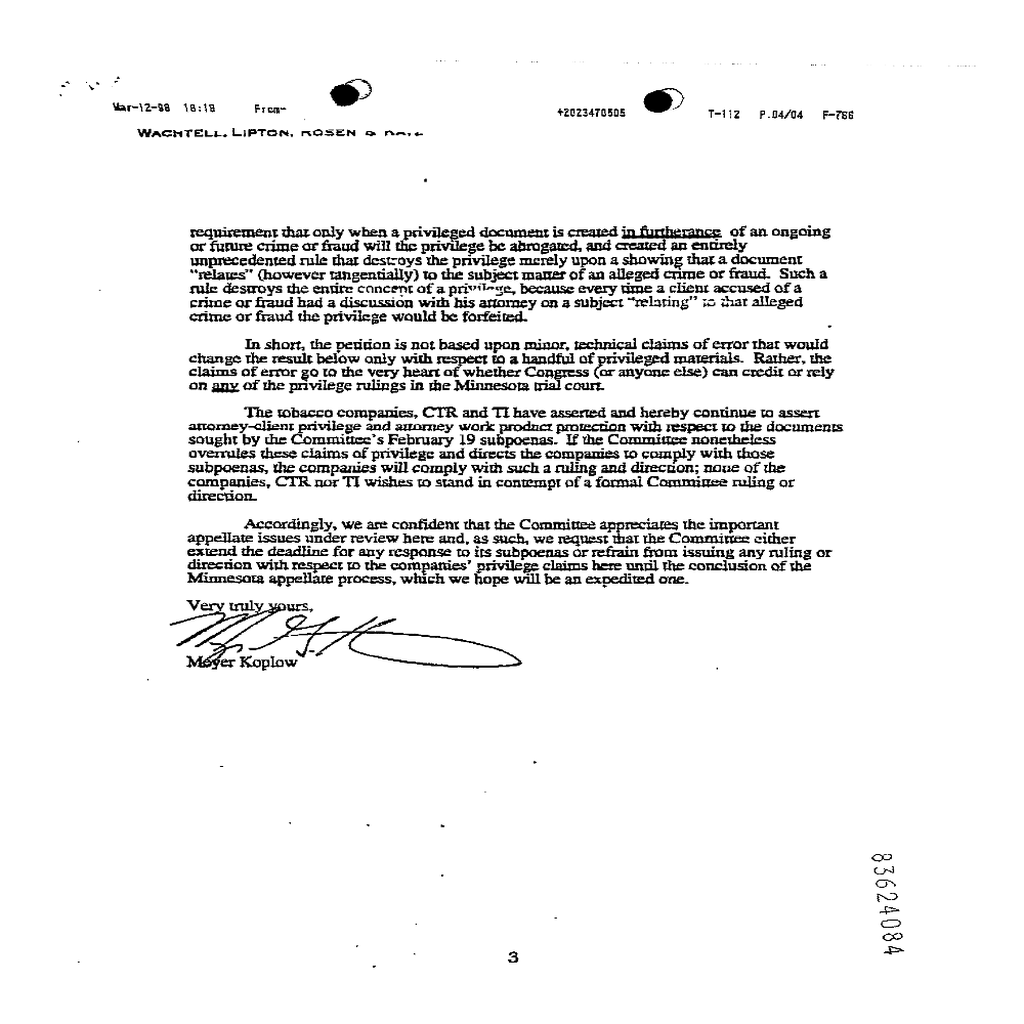 Mar-12-98 18:18 From- +2023470505 T-112 P.04/04 F-766
WACHTELL, LIPTON, ROSEN &
requirement that only when a privileged document is created in furtherance of an ongoing
or future crime or fraud will the privilege be abrogated, and created an entirely
unprecedented rule that destroys the privilege merely upon a showing that a document
"relates" (however tangentially) to the subject matter of an alleged crime or fraud. Such a
rule destroys the entire concept of a privilege, because every time a client accused of a
crime or fraud had a discussion with his attorney on a subject "relating" to that alleged
crime or fraud the privilege would be forfeited.
In short, the petition is not based upon minor, technical claims of error that would
change the result below only with respect to a handful of privileged materials. Rather, the
claims of error go to the very heart of whether Congress (or anyone else) can credit or rely
on any of the privilege rulings in the Minnesota trial court.
The tobacco companies, CTR and TI have asserted and hereby continue to assert
attorney-client privilege and attorney work product protection with respect to the documents
sought by the Committee's February 19 subpoenas. If the Committee nonetheless
overrules these claims of privilege and directs the companies to comply with those
subpoenas, the companies will comply with such a ruling and direction; none of the
companies, CTR nor TI wishes to stand in contempt of a formal Committee ruling or
direction.
Accordingly, we are confident that the Committee appreciates the important
appellate issues under review here and, as such, we request that the Committee either
extend the deadline for any response to its subpoenas or refrain from issuing any ruling or
direction with respect to the companies' privilege claims here until the conclusion of the
Minnesota appellate process, which we hope will be an expedited one.
Very truly yours,
Meyer Koplow
83624084
3